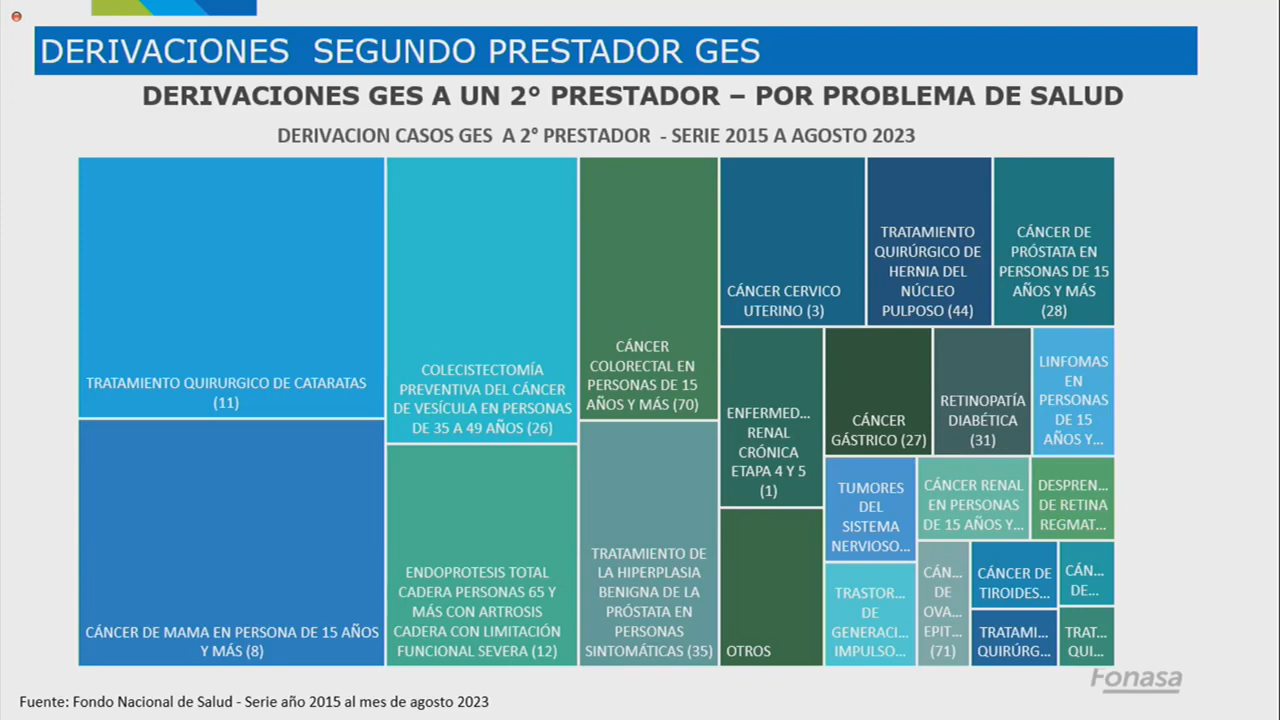 DERIVACIONES SEGUNDO PRESTADOR GES
DERIVACIONES GES A UN 2° PRESTADOR – POR PROBLEMA DE SALUD
DERIVACION CASOS GES A 2° PRESTADOR - SERIE 2015 A AGOSTO 2023
TRATAMIENTO QUIRURGICO DE CATARATAS
(11)
CÁNCER DE MAMA EN PERSONA DE 15 AÑOS
Y MÁS (8)
COLECISTECTOMÍA
PREVENTIVA DEL CÁNCER
DE VESÍCULA EN PERSONAS
DE 35 A 49 AÑOS (26)
ENDOPROTESIS TOTAL
CADERA PERSONAS 65 Y
MÁS CON ARTROSIS
CADERA CON LIMITACIÓN
FUNCIONAL SEVERA (12)
CÁNCER
COLORECTAL EN
PERSONAS DE 15
AÑOS Y MÁS (70)
TRATAMIENTO DE
LA HIPERPLASIA
BENIGNA DE LA
PRÓSTATA EN
PERSONAS
SINTOMÁTICAS (35)
CÁNCER CERVICO
UTERINO (3)
TRATAMIENTO
QUIRÚRGICO DE
HERNIA DEL
NÚCLEO
PULPOSO (44)
CÁNCER DE
PRÓSTATA EN
PERSONAS DE 15
AÑOS Y MÁS
(28)
ENFERMED...
RENAL
CRÓNICA
ETAPA 4 Y 5
(1)
OTROS
CÁNCER
GÁSTRICO (27)
RETINOPATÍA
DIABÉTICA
(31)
LINFOMAS
EN
PERSONAS
DE 15
AÑOS Y...
TUMORES
DEL
SISTEMA
NERVIOSO...
TRASTOR...
DE
GENERACI...
IMPULSO...
CÁNCER RENAL
EN PERSONAS
DE 15 AÑOS Y...
DESPREN...
DE RETINA
REGMAT...
CÁN...
DE
OVA...
EPIT...
(71)
CÁNCER DE
TIROIDES...
CÁN...
DE...
TRATAMI...
QUIRÚRG...
TRAT...
QUI...
Fonasa
Fuente: Fondo Nacional de Salud - Serie año 2015 al mes de agosto 2023